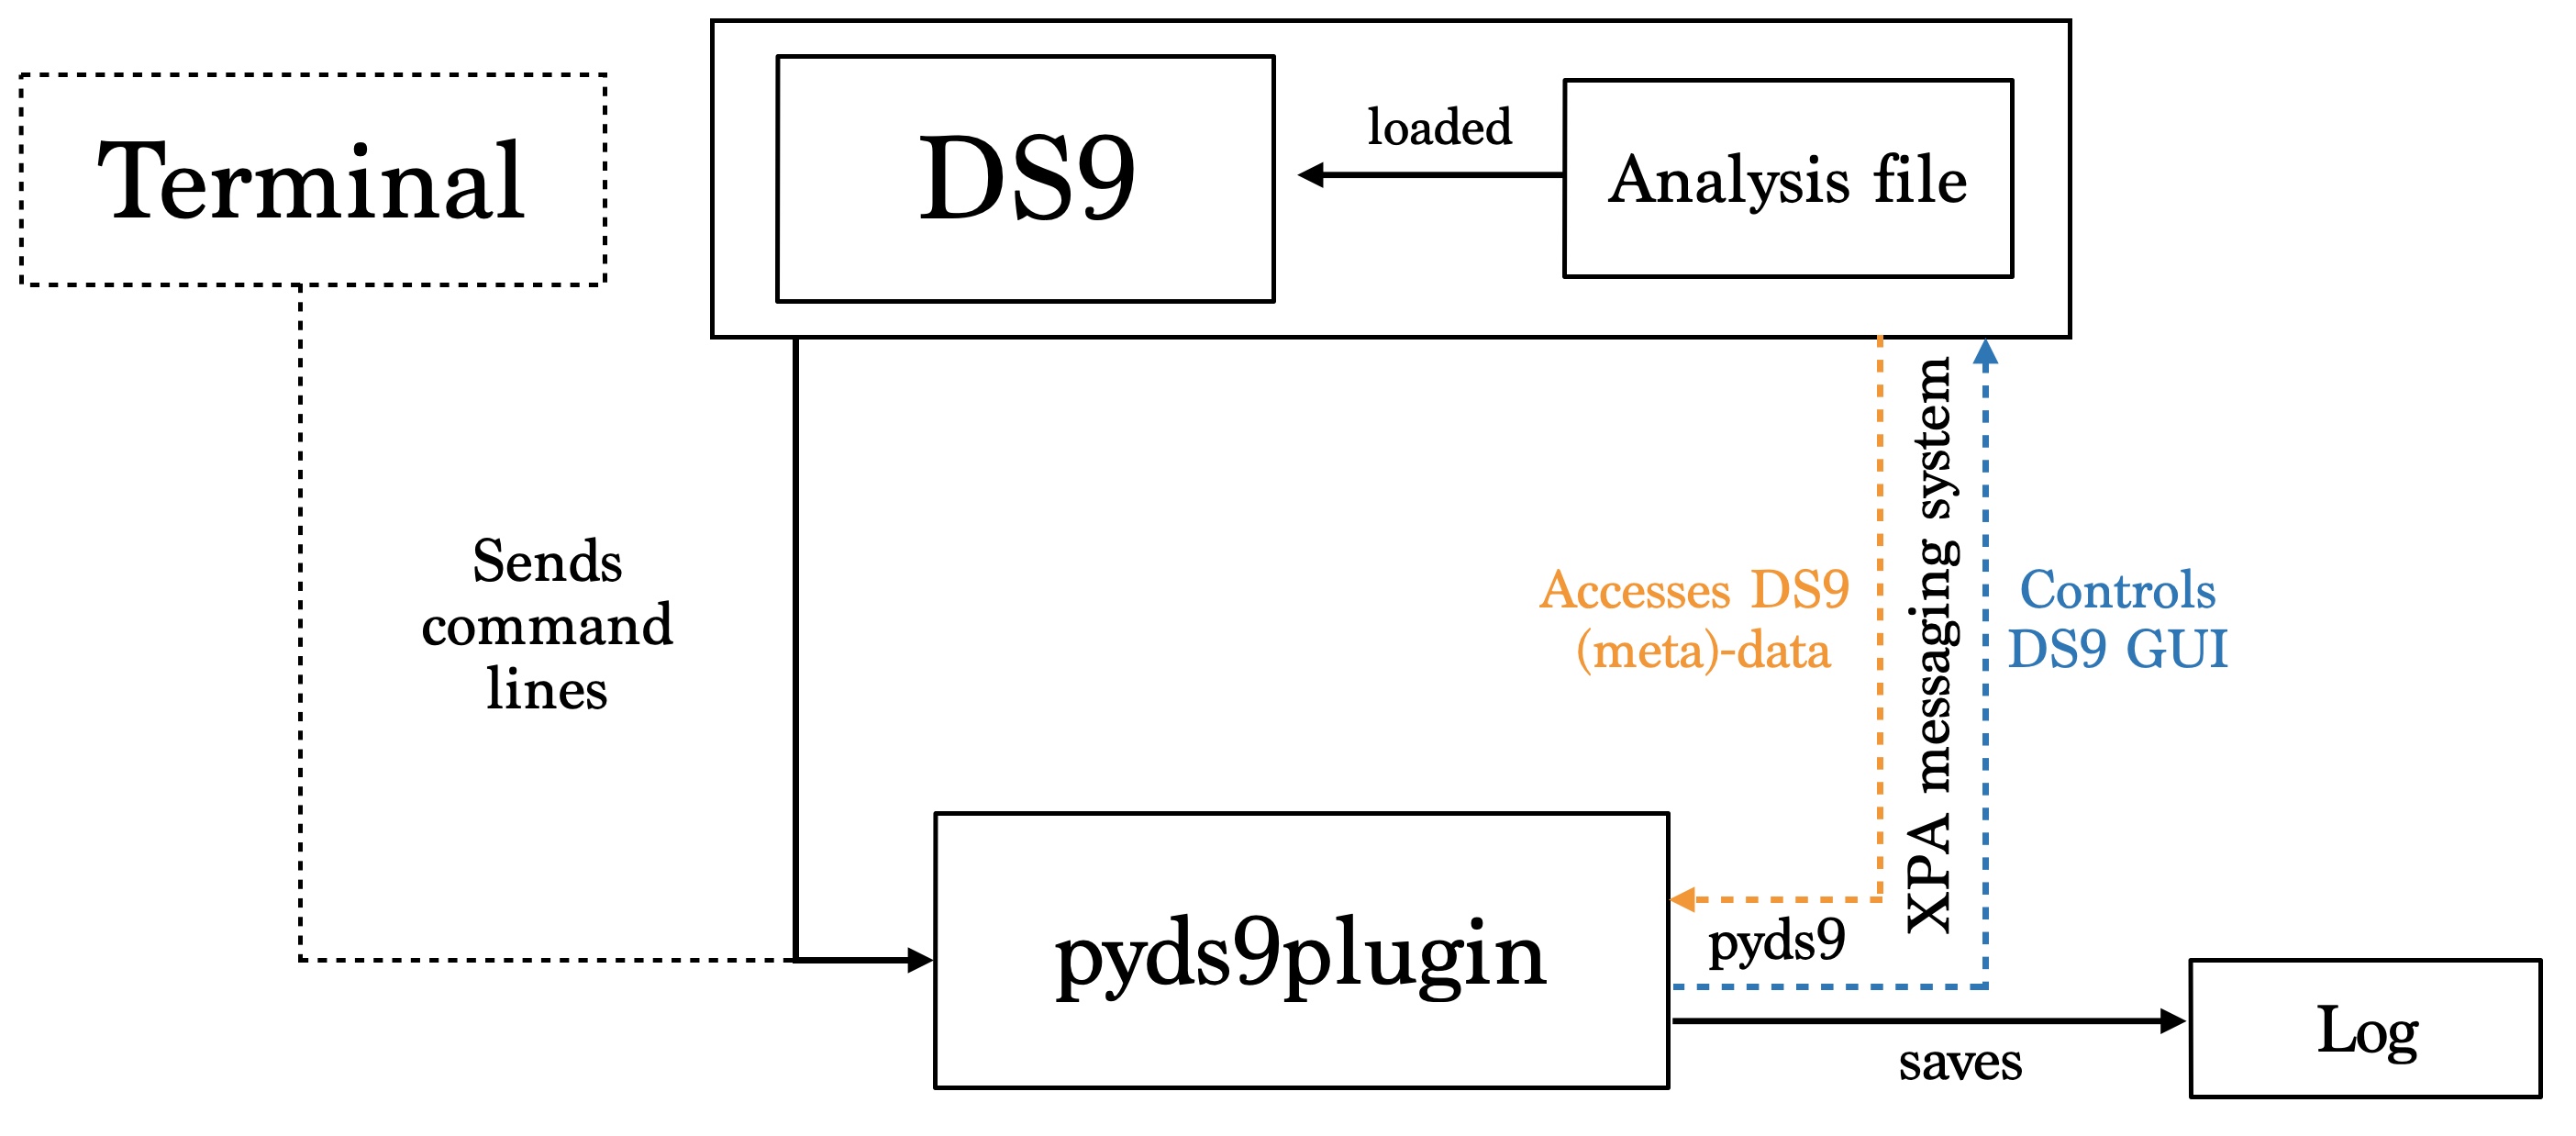 Terminal
DS9
loaded
Analysis file
Sends
command
lines
Accesses DS9
(meta)-data
XPA messaging system
Controls
DS9 GUI
pyds9plugin
pyds9
saves
Log